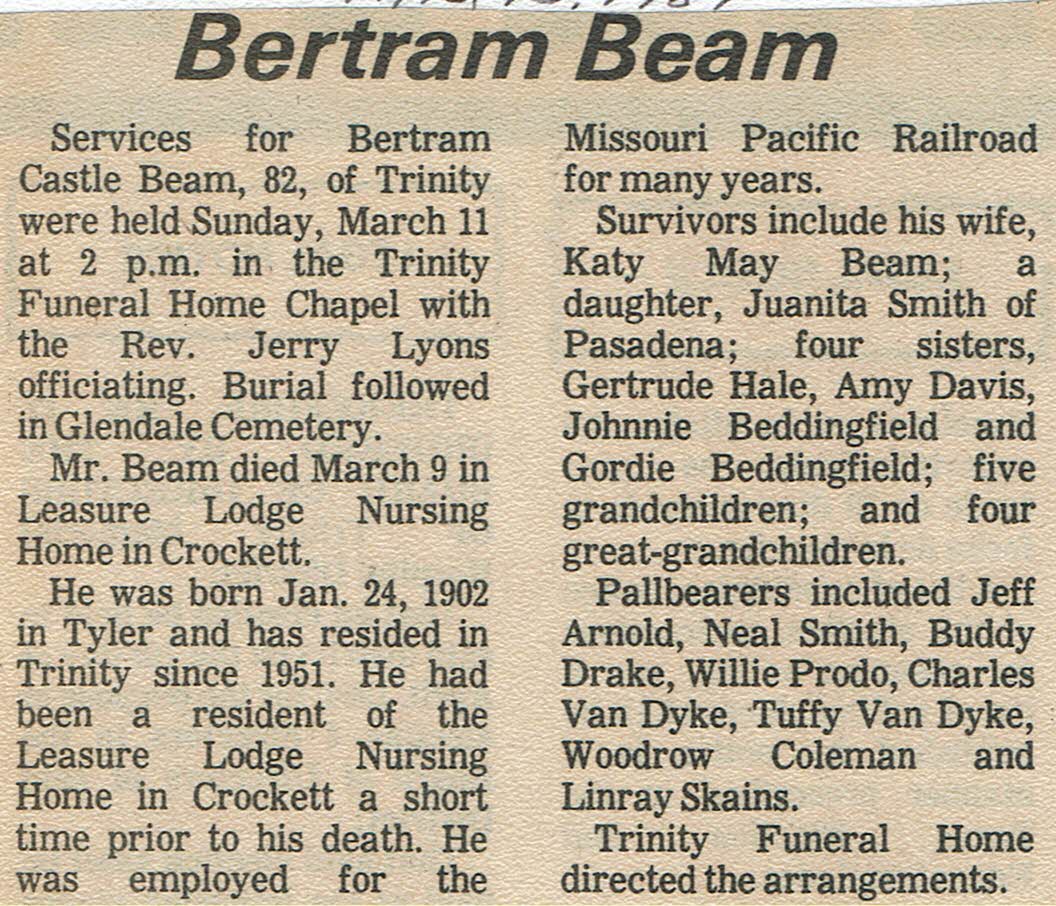 Bertram Beam
Services for Bertram
Castle Beam, 82, of Trinity
were held Sunday, March 11
at 2 p.m. in the Trinity
Funeral Home Chapel with
the Rev. Jerry Lyons
officiating. Burial followed
in Glendale Cemetery.
Mr. Beam died March 9 in
Leasure Lodge Nursing
Home in Crockett.
He was born Jan. 24, 1902
in Tyler and has resided in
Trinity since 1951. He had
been a resident of the
Leasure Lodge Nursing
Home in Crockett a short
time prior to his death. He
was employed for the
Missouri Pacific Railroad
for many years.
Survivors include his wife,
Katy May Beam; a
daughter, Juanita Smith of
Pasadena; four sisters,
Gertrude Hale, Amy Davis,
Johnnie Beddingfield and
Gordie Beddingfield; five
grandchildren; and four
great-grandchildren.
Pallbearers included Jeff
Arnold, Neal Smith, Buddy
Drake, Willie Prodo, Charles
Van Dyke, Tuffy Van Dyke,
Woodrow Coleman and
Linray Skains.
Trinity Funeral Home
directed the arrangements.